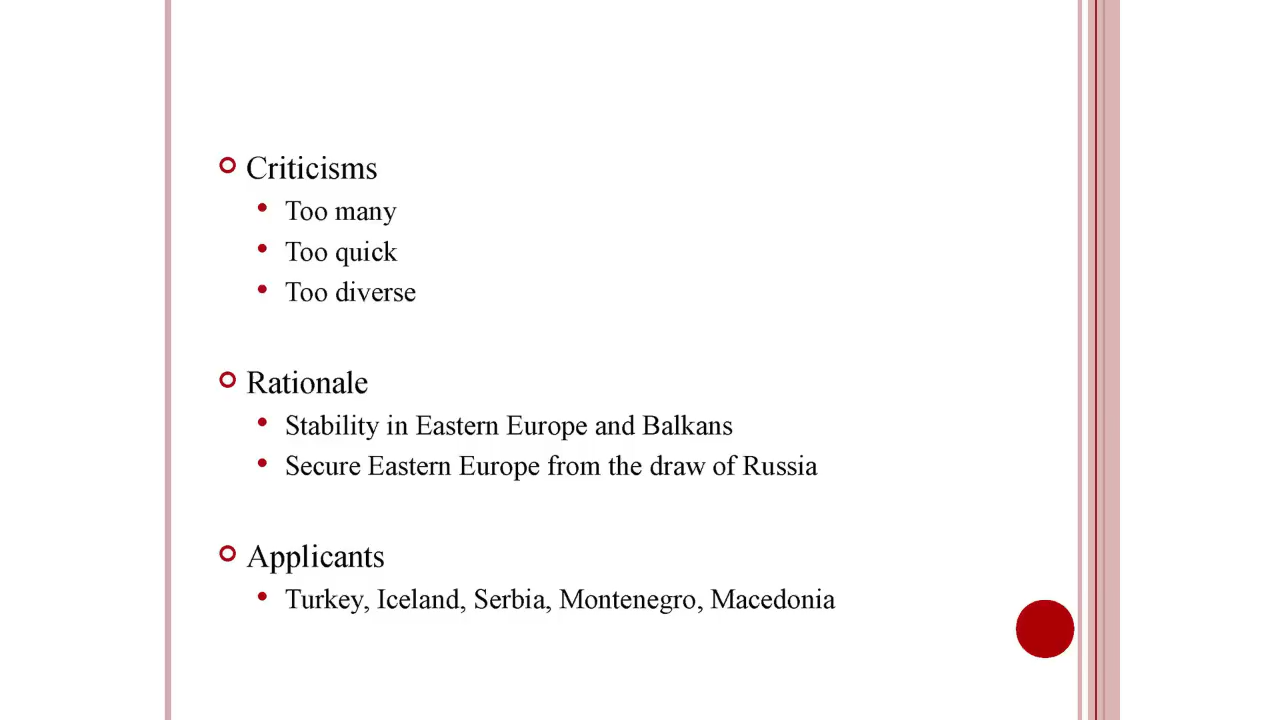 Criticisms
Too many
Too quick
Too diverse
Rationale
Stability in Eastern Europe and Balkans
Secure Eastern Europe from the draw of Russia
Applicants
Turkey, Iceland, Serbia, Montenegro, Macedonia